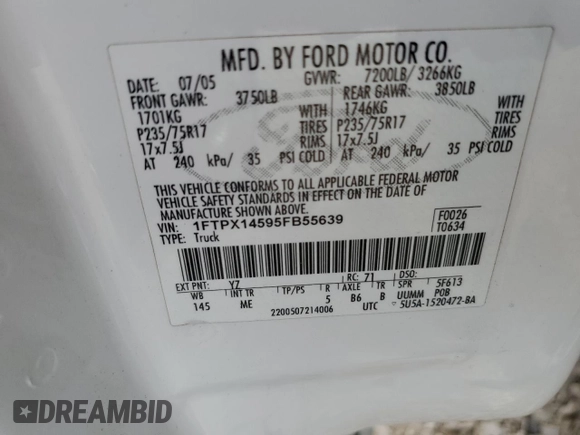 MFD. BY FORD MOTOR CO.
DATE: 07/05 GVWR: 7200LB/ 3266KG
FRONT GAWR: 3750LB REAR GAWR: 3850LB
1701KG WITH 1746KG WITH
P235/75R17 TIRES P235/75R17 TIRES
17x7.5J RIMS 17x7.5J RIMS
AT 240 kPa/ 35 PSI COLD AT 240 kPa/ 35 PSI COLD
THIS VEHICLE CONFORMS TO ALL APPLICABLE FEDERAL MOTOR
VEHICLE SAFETY STANDARDS IN EFFECT ON THE DATE OF
MANUFACTURE SHOWN ABOVE.
VIN: 1FTPX14595FB55639 F0026
TYPE: Truck T0634
EXT PNT: YZ RC: 71 DSO:
WB INT TR TP/PS R AXLE TR SPR 5F613
145 ME 5 B6 B UUMM POB
2200507214006 UTC 5U5A-1520472-BA
Ford
DREAMBID